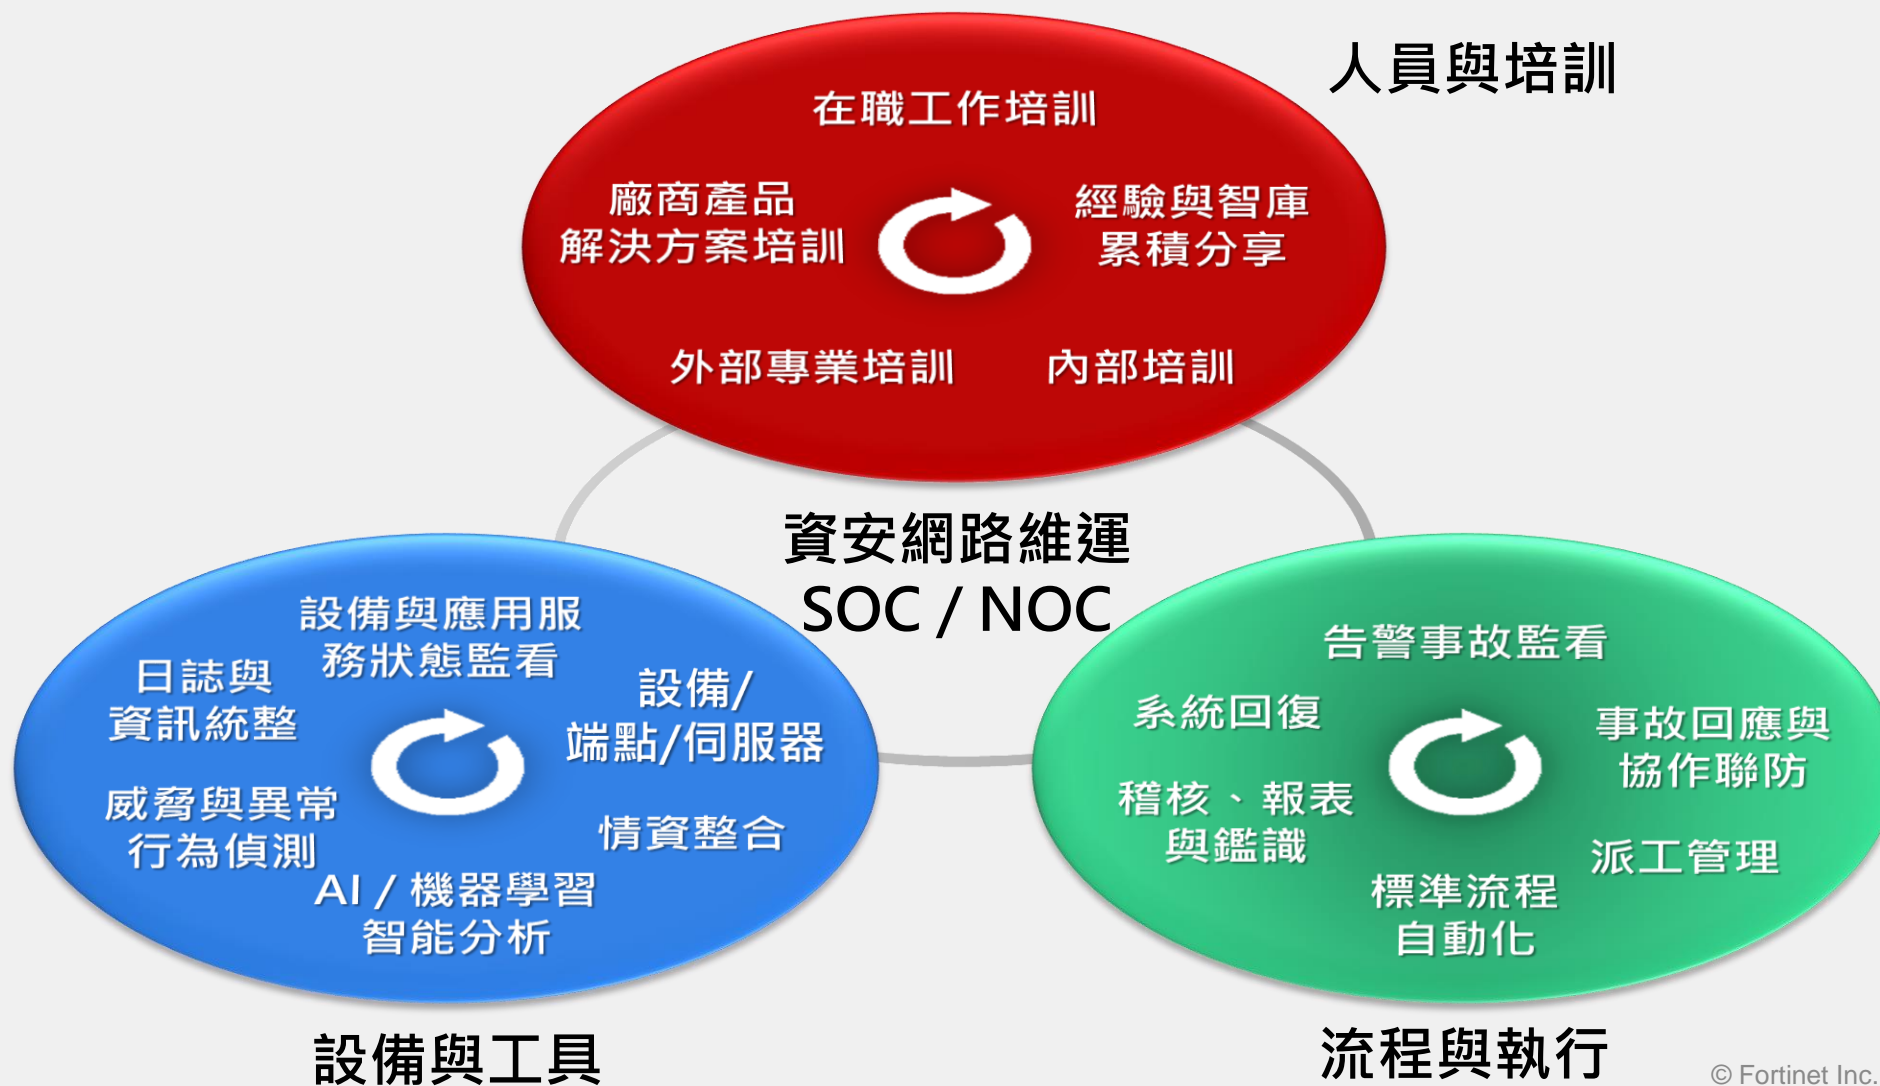 人員與培訓
在職工作培訓
廠商產品
解決方案培訓
經驗與智庫
累積分享
外部專業培訓
內部培訓
資安網路維運
SOC / NOC
設備與應用服
務狀態監看
日誌與
資訊統整
設備/
端點/伺服器
威脅與異常
行為偵測
情資整合
AI / 機器學習
智能分析
設備與工具
告警事故監看
系統回復
事故回應與
協作聯防
稽核、報表
與鑑識
派工管理
標準流程
自動化
流程與執行
© Fortinet Inc.